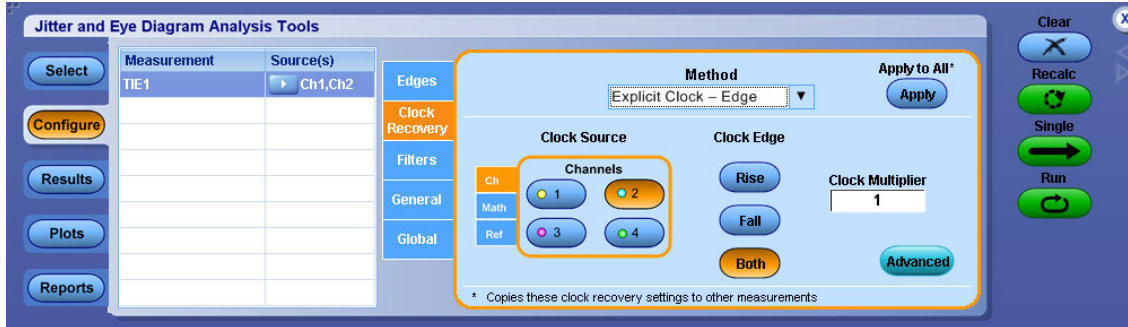 Jitter and Eye Diagram Analysis Tools
Clear
X
Select
Configure
Results
Plots
Reports
Measurement Source(s)
TIE1 Ch1,Ch2
Edges
Clock
Recovery
Filters
General
Global
Method
Explicit Clock – Edge
Apply to All*
Apply
Clock Source
Channels
Ch
Math
Ref
1
2
3
4
Clock Edge
Rise
Fall
Both
Clock Multiplier
1
Advanced
* Copies these clock recovery settings to other measurements
Recalc
Single
Run